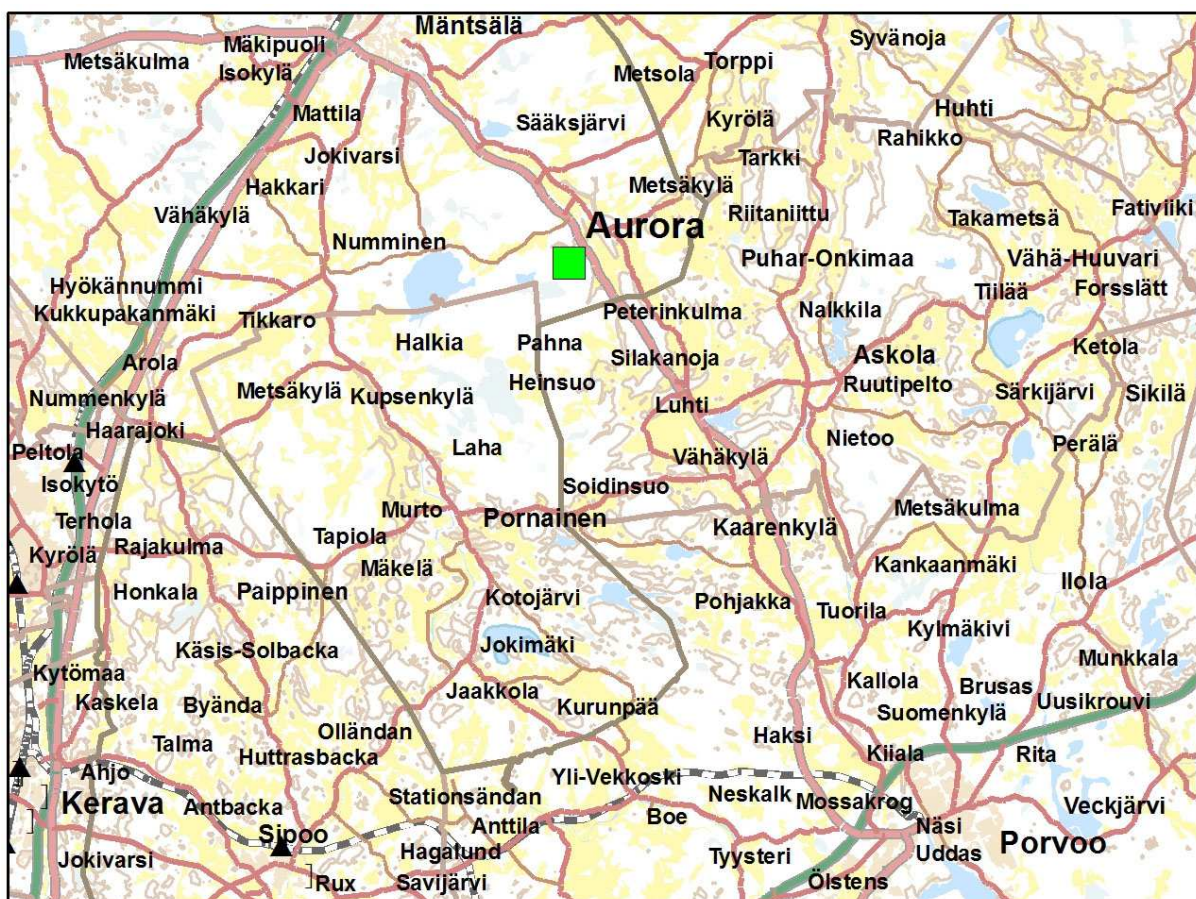 Mäntsälä
Mäkipuoli
Syvänoja
Metsäkulma
Isokylä
Metsola
Torppi
Mattila
Sääksjärvi
Kyrölä
Huhti
Rahikko
Jokivarsi
Tarkki
Hakkari
Metsäkylä
Vähäkylä
Aurora
Riitaniittu
Takametsä
Fativiiki
Numminen
Puhar-Onkimaa
Vähä-Huuvari
Hyökännummi
Tiilää
Forsslätt
Kukkupakanmäki
Tikkaro
Peterinkulma
Nalkkila
Halkia
Pahna
Silakanoja
Askola
Ketola
Arola
Metsäkylä
Kupsenkylä
Heinsuo
Ruutipelto
Särkijärvi
Sikilä
Nummenkylä
Luhti
Haarajoki
Peltola
Laha
Vähäkylä
Nietoo
Perälä
Isokytö
Soidinsuo
Terhola
Murto
Pornainen
Kaarenkylä
Metsäkulma
Kyrölä
Rajakulma
Tapiola
Mäkelä
Kankaanmäki
Ilola
Honkala
Paippinen
Kotojärvi
Pohjakka
Tuorila
Kylmäkivi
Käsis-Solbacka
Jokimäki
Munkkala
Kytömaa
Kaskela
Byända
Jaakkola
Kurunpää
Kallola
Brusas
Uusikrouvi
Suomenkylä
Talma
Olländan
Huttrasbacka
Haksi
Kiiala
Rita
Ahjo
Yli-Vekkoski
Kerava
Antbacka
Stationsändan
Neskalk
Mossakrog
Veckjärvi
Sipoo
Anttila
Boe
Näsi
Porvoo
Jokivarsi
Hagalund
Tyysteri
Uddas
Rux
Savijärvi
Ölstens